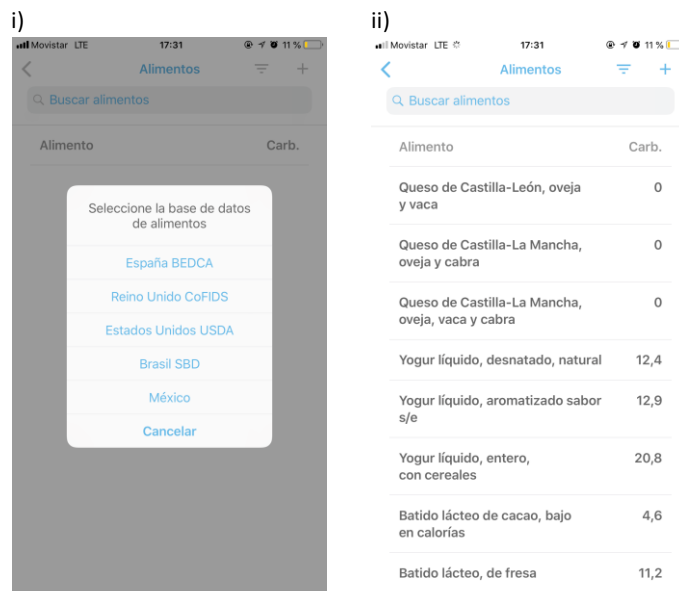 i)
Movistar LTE 17:31 11 %
Alimentos
Buscar alimentos
Alimento Carb.
Seleccione la base de datos
de alimentos
España BEDCA
Reino Unido CoFIDS
Estados Unidos USDA
Brasil SBD
México
Cancelar
ii)
Movistar LTE 17:31 11 %
Alimentos
Buscar alimentos
Alimento Carb.
Queso de Castilla-León, oveja 0
y vaca
Queso de Castilla-La Mancha, 0
oveja y cabra
Queso de Castilla-La Mancha, 0
oveja, vaca y cabra
Yogur líquido, desnatado, natural 12,4
Yogur líquido, aromatizado sabor 12,9
s/e
Yogur líquido, entero, 20,8
con cereales
Batido lácteo de cacao, bajo 4,6
en calorías
Batido lácteo, de fresa 11,2